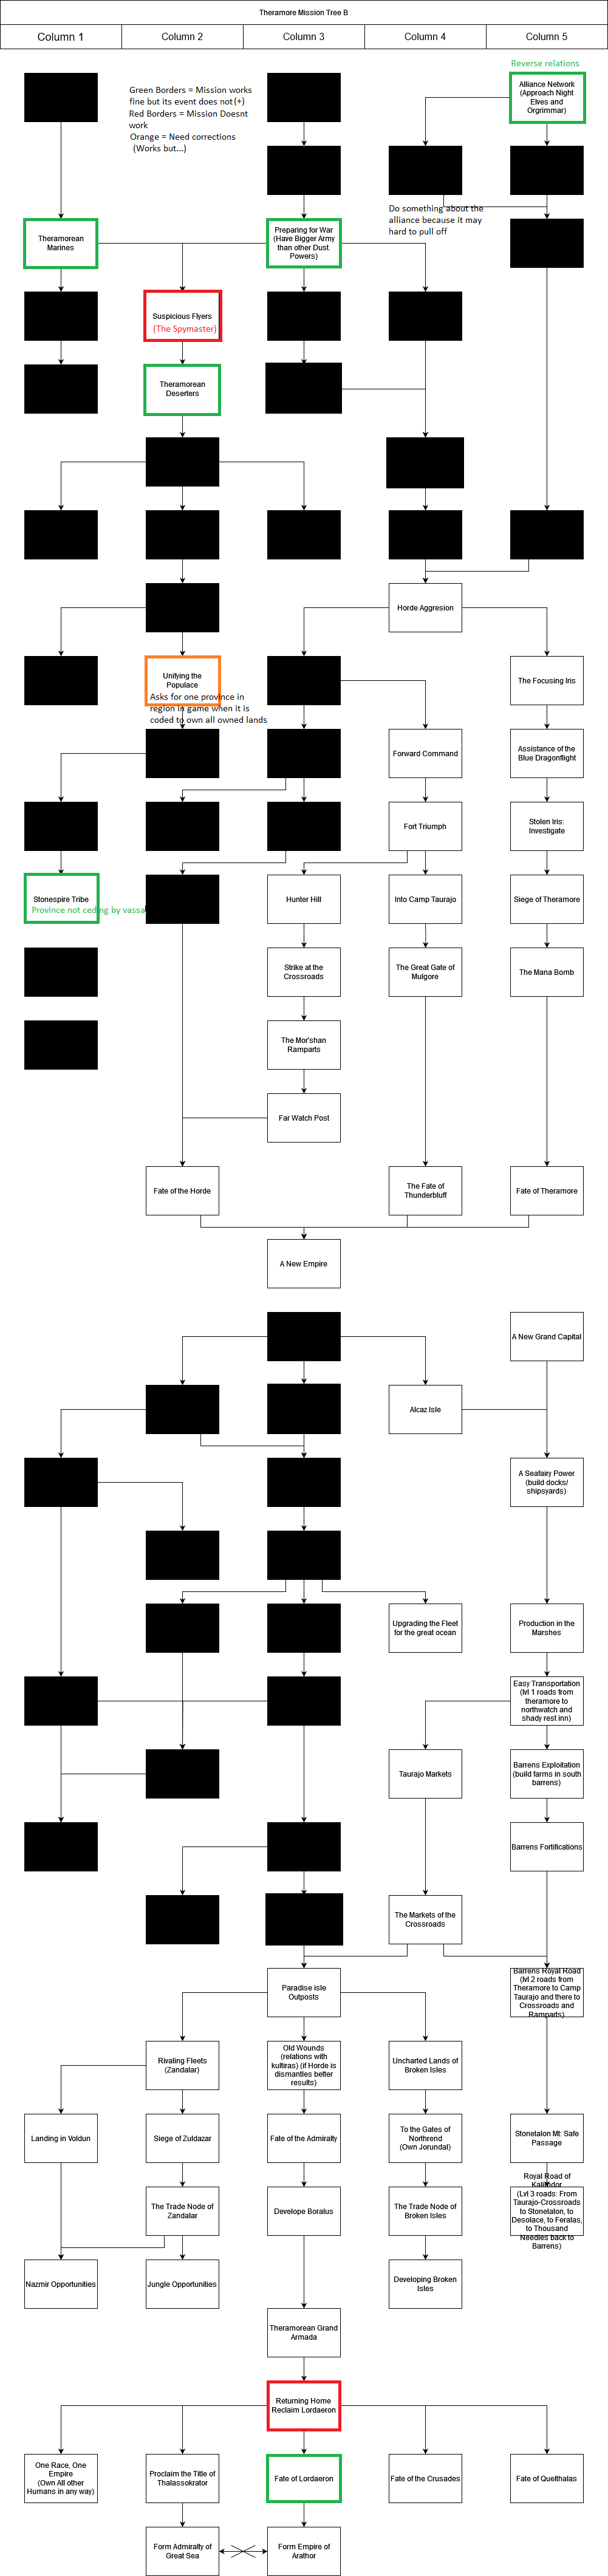 Theramore Mission Tree B
Column 1
Column 2
Column 3
Column 4
Column 5
Reverse relations
Green Borders = Mission works
fine but its event does not (+)
Red Borders = Mission Doesnt
work
Orange = Need corrections
(Works but...)
Alliance Network
(Approach Night
Elves and
Orgrimmar)
Do something about the
alliance because it may
hard to pull off
Theramorean
Marines
Preparing for War
(Have Bigger Army
than other Dust.
Powers)
Suspicious Flyers
(The Spymaster)
Theramorean
Deserters
Horde Aggresion
Unifying the
Populace
Asks for one province in
region in game when it is
coded to own all owned lands
The Focusing Iris
Forward Command
Assistance of the
Blue Dragonflight
Fort Triumph
Stolen Iris:
Investigate
Stonespire Tribe
Province not ceding by vassa
Hunter Hill
Into Camp Taurajo
Siege of Theramore
Strike at the
Crossroads
The Great Gate of
Mulgore
The Mana Bomb
The Mor'shan
Ramparts
Far Watch Post
Fate of the Horde
The Fate of
Thunderbluff
Fate of Theramore
A New Empire
A New Grand Capital
Alcaz Isle
A Seafairy Power
(build docks/
shipsyards)
Upgrading the Fleet
for the great ocean
Production in the
Marshes
Easy Transportation
(lvl 1 roads from
theramore to
northwatch and
shady rest inn)
Taurajo Markets
Barrens Exploitation
(build farms in south
barrens)
Barrens Fortifications
The Markets of the
Crossroads
Paradise isle
Outposts
Barrens Royal Road
(lvl 2 roads from
Theramore to Camp
Taurajo and there to
Crossroads and
Ramparts)
Rivaling Fleets
(Zandalar)
Old Wounds
(relations with
kultiras) (if Horde is
dismantles better
results)
Uncharted Lands of
Broken Isles
Landing in Voldun
Siege of Zuldazar
Fate of the Admiralty
To the Gates of
Northrend
(Own Jorundal)
Stonetalon Mt: Safe
Passage
The Trade Node of
Zandalar
Develope Boralus
The Trade Node of
Broken Isles
Royal Road of
Kalimdor
(Lvl 3 roads: From
Taurajo-Crossroads
to Stonetalon, to
Desolace, to Feralas,
to Thousand
Needles back to
Barrens)
Nazmir Opportunities
Jungle Opportunities
Developing Broken
Isles
Theramorean Grand
Armada
Returning Home
Reclaim Lordaeron
One Race, One
Empire
(Own All other
Humans in any way)
Proclaim the Title of
Thalassokrator
Fate of Lordaeron
Fate of the Crusades
Fate of Quelthalas
Form Admiralty of
Great Sea
Form Empire of
Arathor